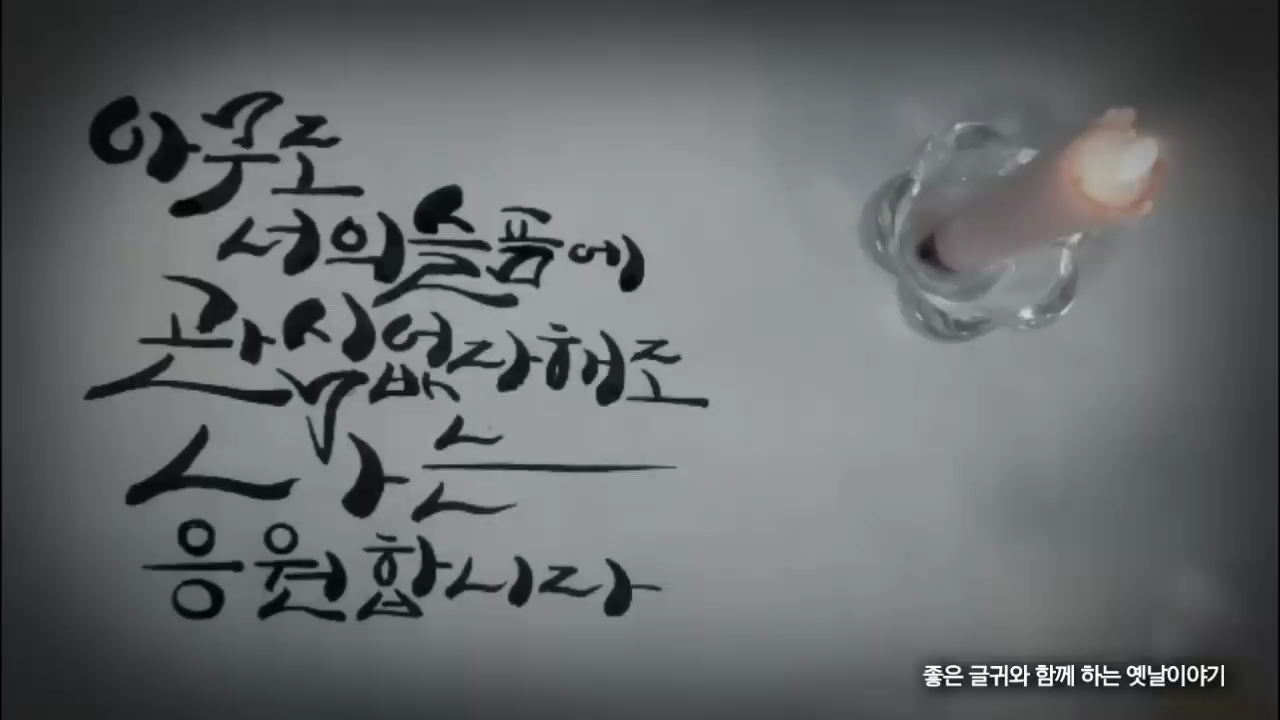 아무도
너의슬픔에
관심없다해도
나는
응원합니다
좋은 글귀와 함께 하는 옛날이야기